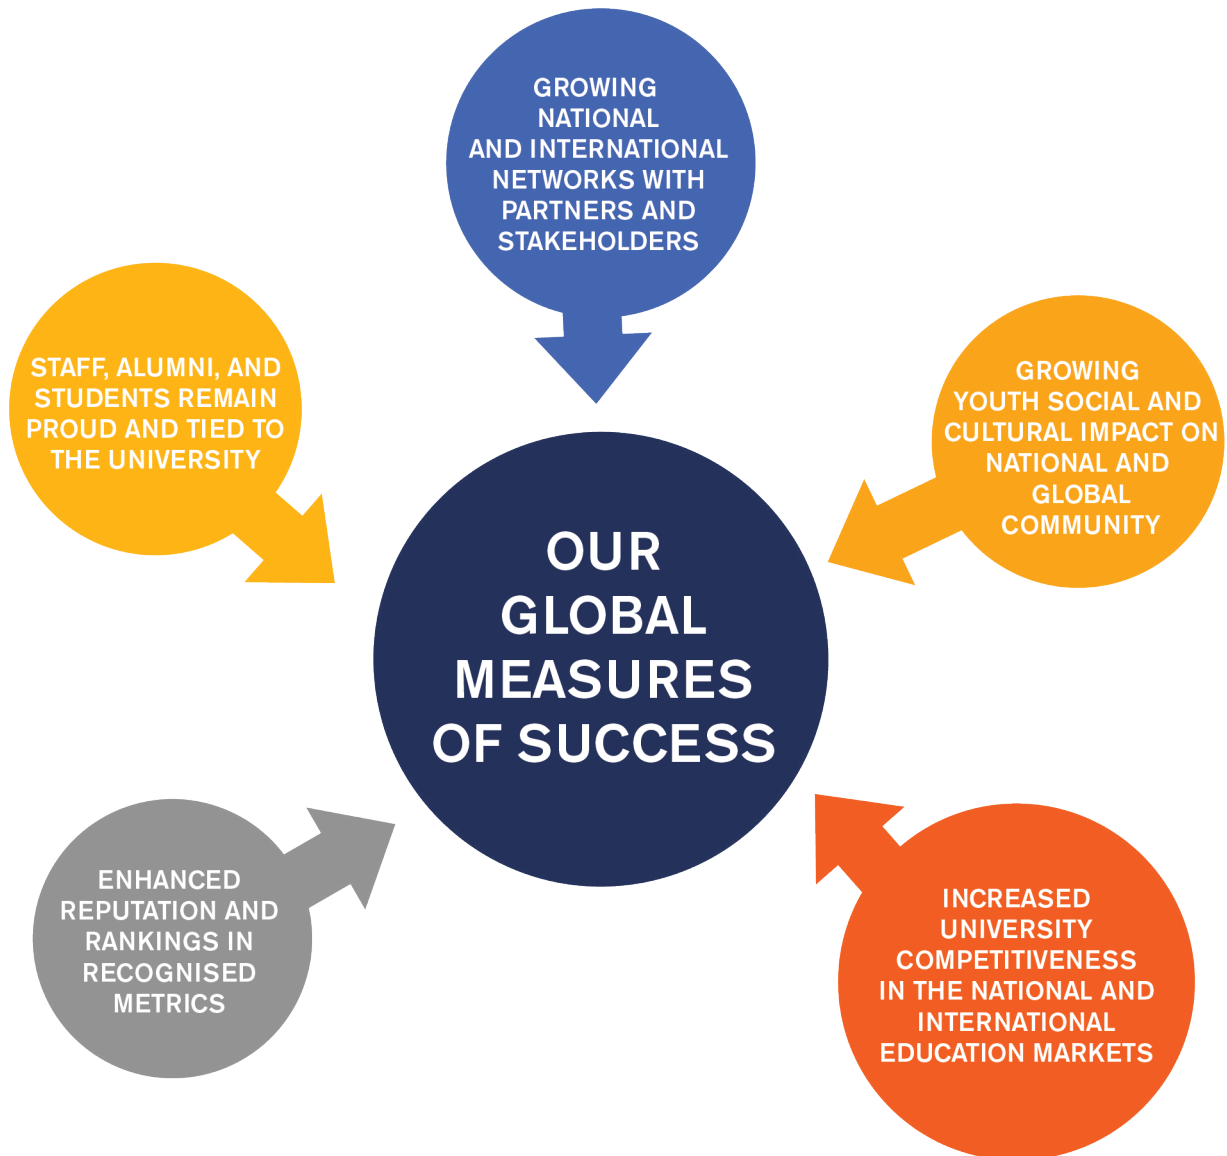 GROWING
NATIONAL
AND INTERNATIONAL
NETWORKS WITH
PARTNERS AND
STAKEHOLDERS
STAFF, ALUMNI, AND
STUDENTS REMAIN
PROUD AND TIED TO
THE UNIVERSITY
GROWING
YOUTH SOCIAL AND
CULTURAL IMPACT ON
NATIONAL AND
GLOBAL
COMMUNITY
OUR
GLOBAL
MEASURES
OF SUCCESS
ENHANCED
REPUTATION AND
RANKINGS IN
RECOGNISED
METRICS
INCREASED
UNIVERSITY
COMPETITIVENESS
IN THE NATIONAL AND
INTERNATIONAL
EDUCATION MARKETS